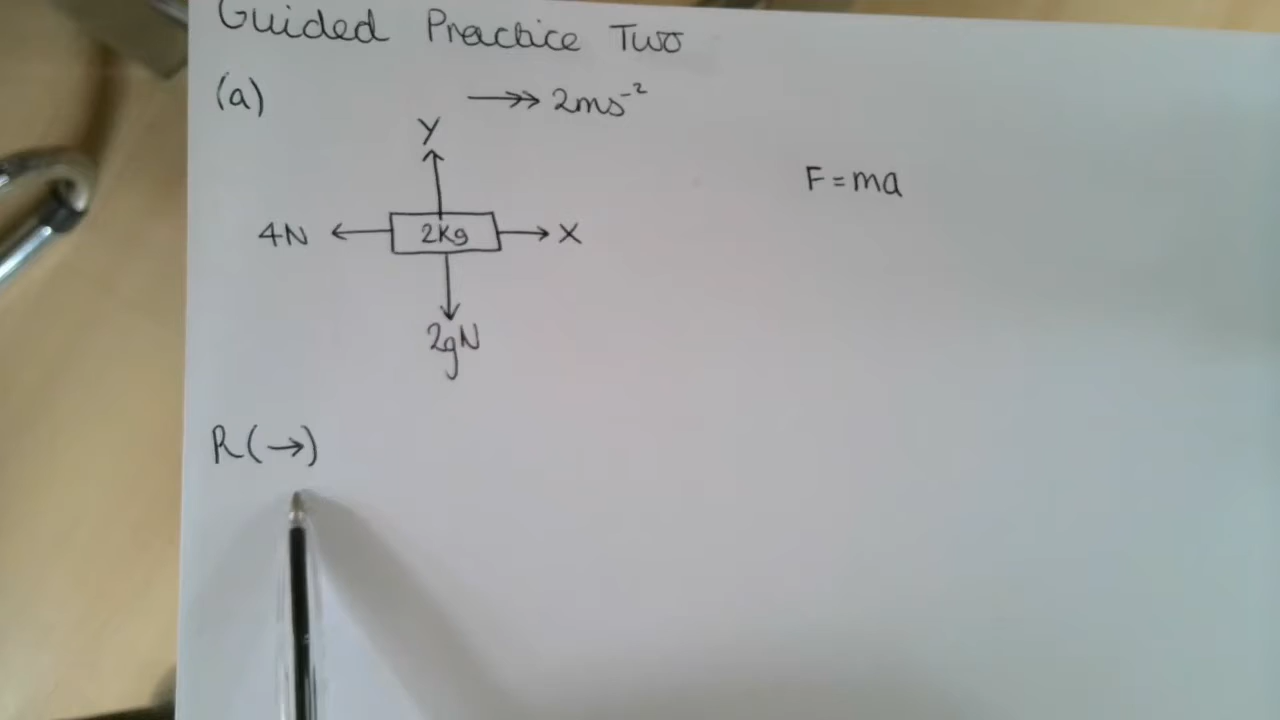 Guided Practice Two
(a)
→ 2ms⁻²
Y
F = ma
4N ← 2Kg → X
2gN
R(→)